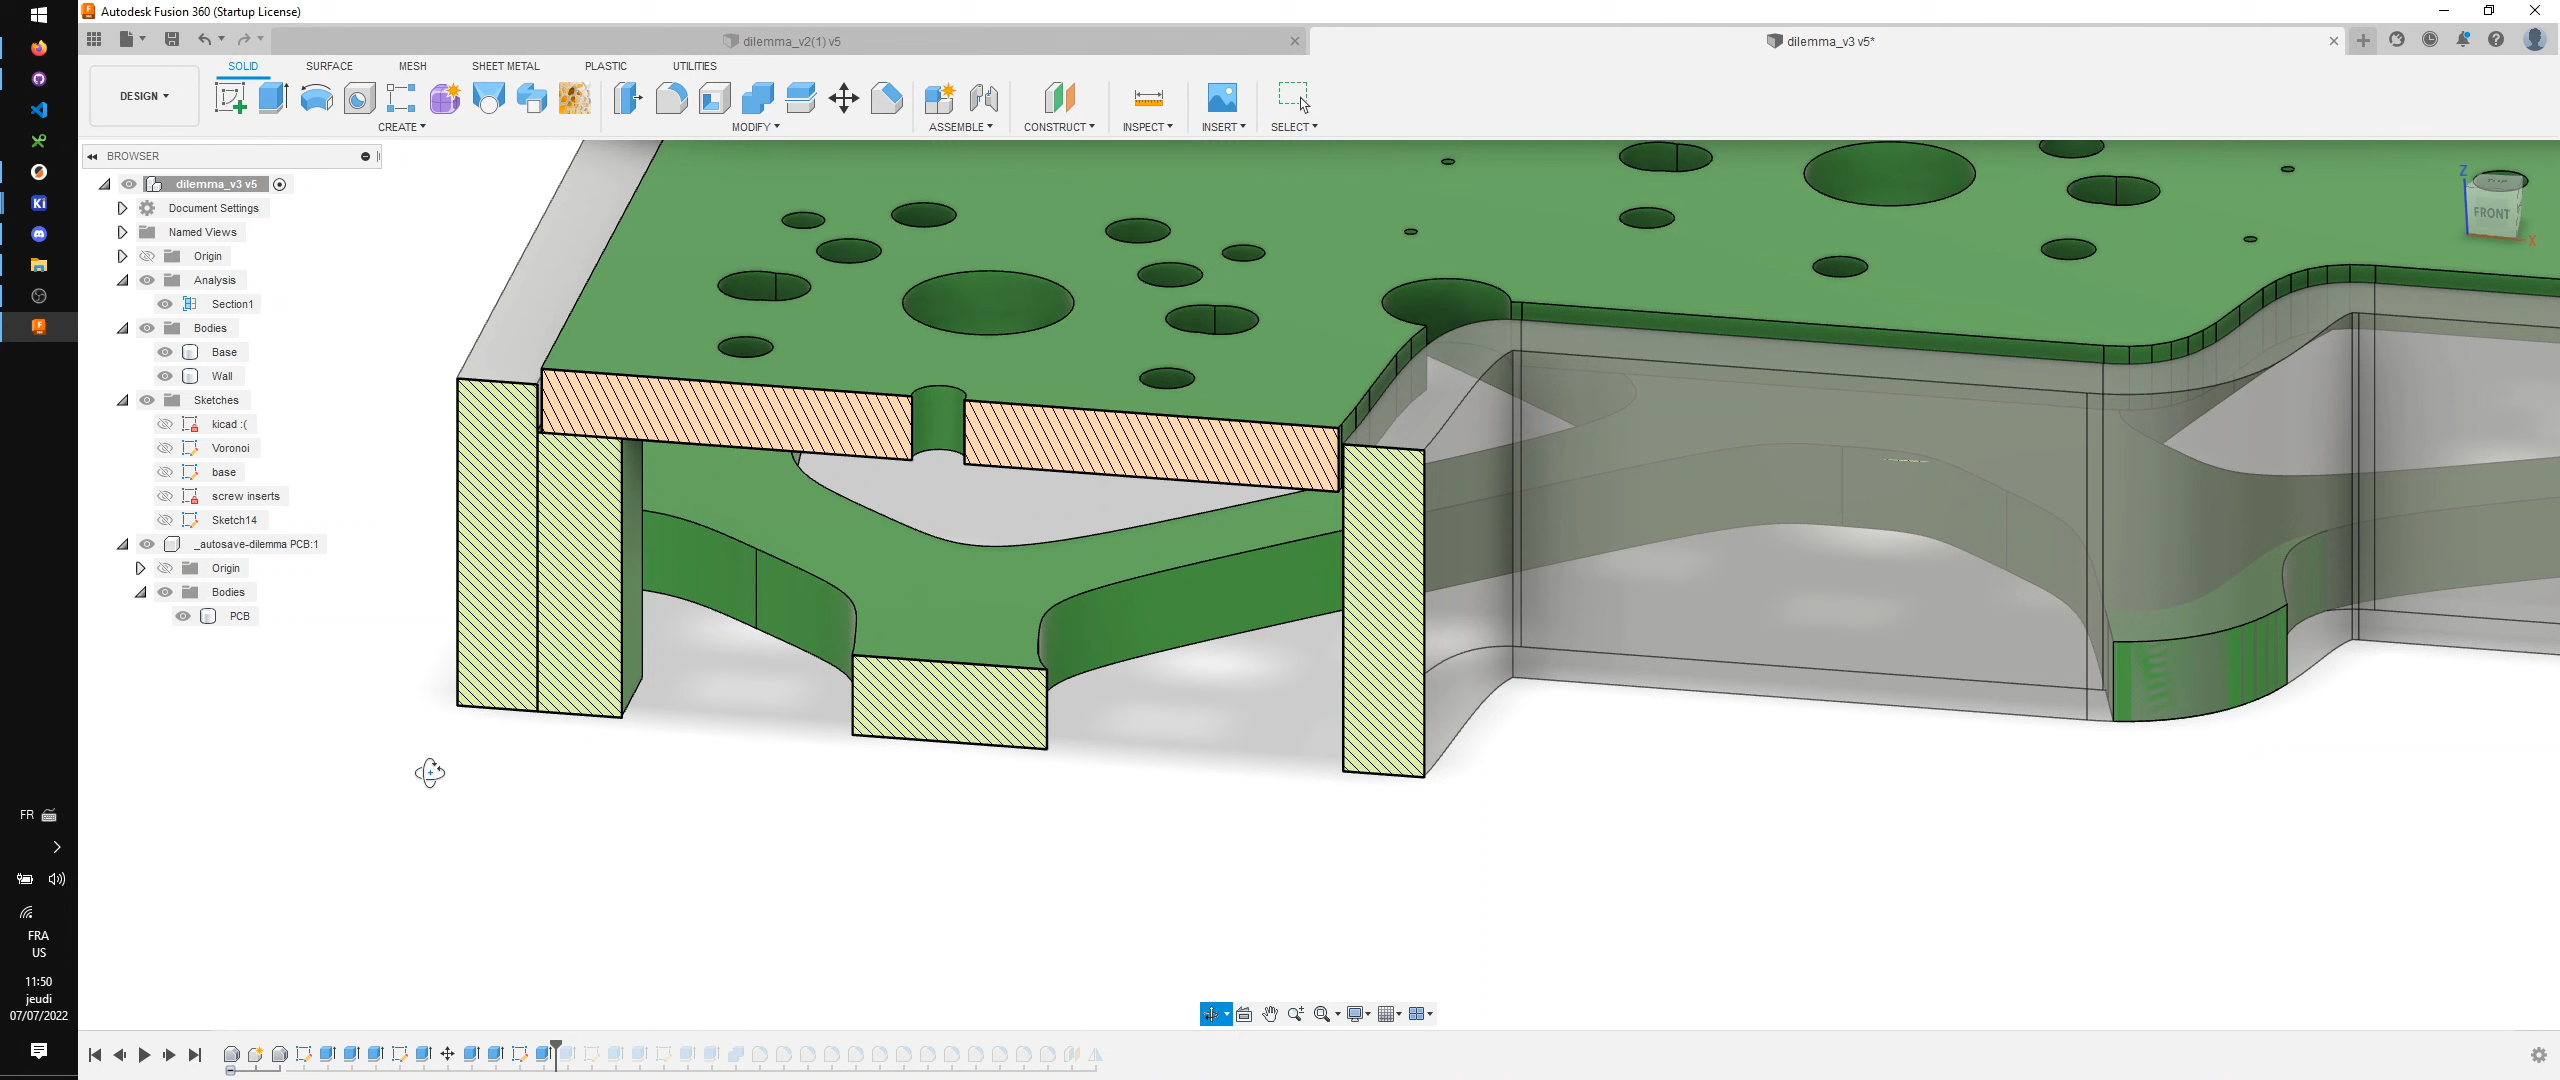 Autodesk Fusion 360 (Startup License)
dilemma_v2(1) v5
dilemma_v3 v5*
DESIGN
SOLID
SURFACE
MESH
SHEET METAL
PLASTIC
UTILITIES
CREATE
MODIFY
ASSEMBLE
CONSTRUCT
INSPECT
INSERT
SELECT
BROWSER
dilemma_v3 v5
Document Settings
Named Views
Origin
Analysis
Section1
Bodies
Base
Wall
Sketches
kicad :(
Voronoi
base
screw inserts
Sketch14
_autosave-dilemma PCB:1
Origin
Bodies
PCB
Z
FRONT
X
Ki
FR
FRA
US
11:50
jeudi
07/07/2022